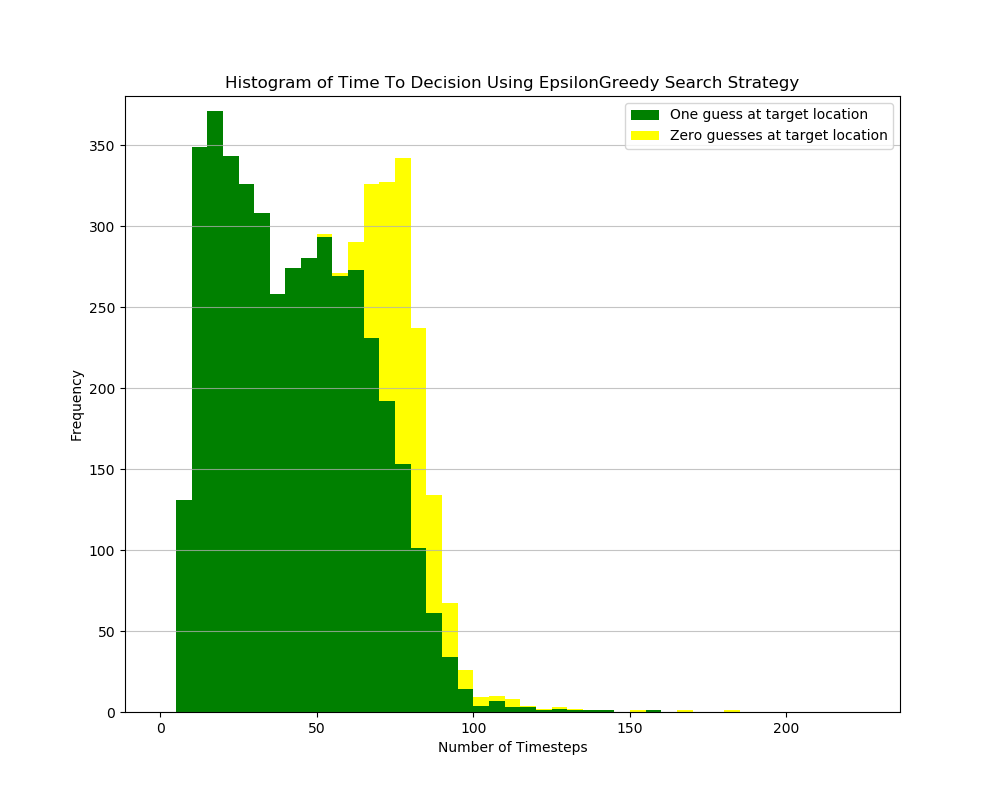 Histogram of Time To Decision Using EpsilonGreedy Search Strategy
One guess at target location
Zero guesses at target location
350
300
250
200
150
100
50
0
Frequency
0 50 100 150 200
Number of Timesteps